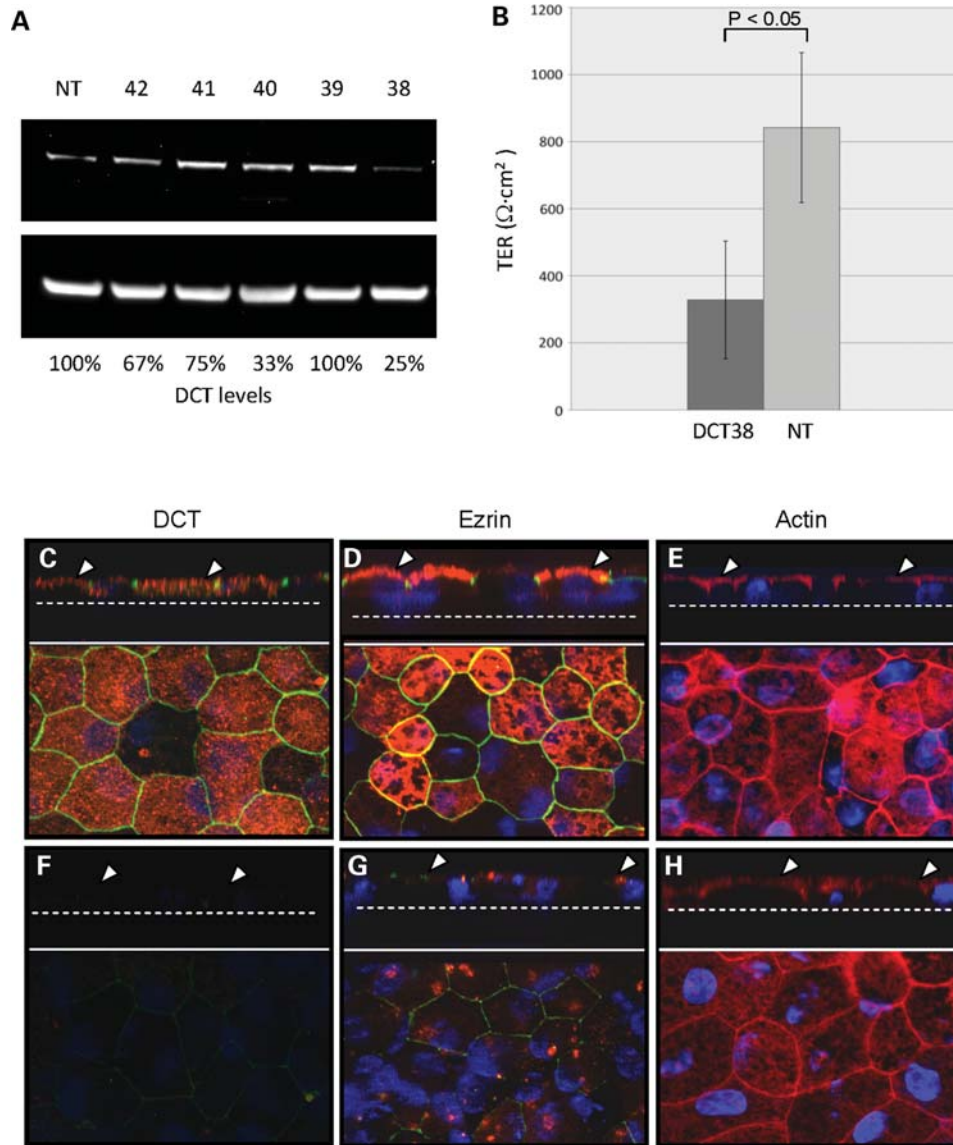 A
NT 42 41 40 39 38
100% 67% 75% 33% 100% 25%
DCT levels
B
P < 0.05
TER (Ω·cm²)
1200
1000
800
600
400
200
0
DCT38 NT
DCT Ezrin Actin
C D E
F G H